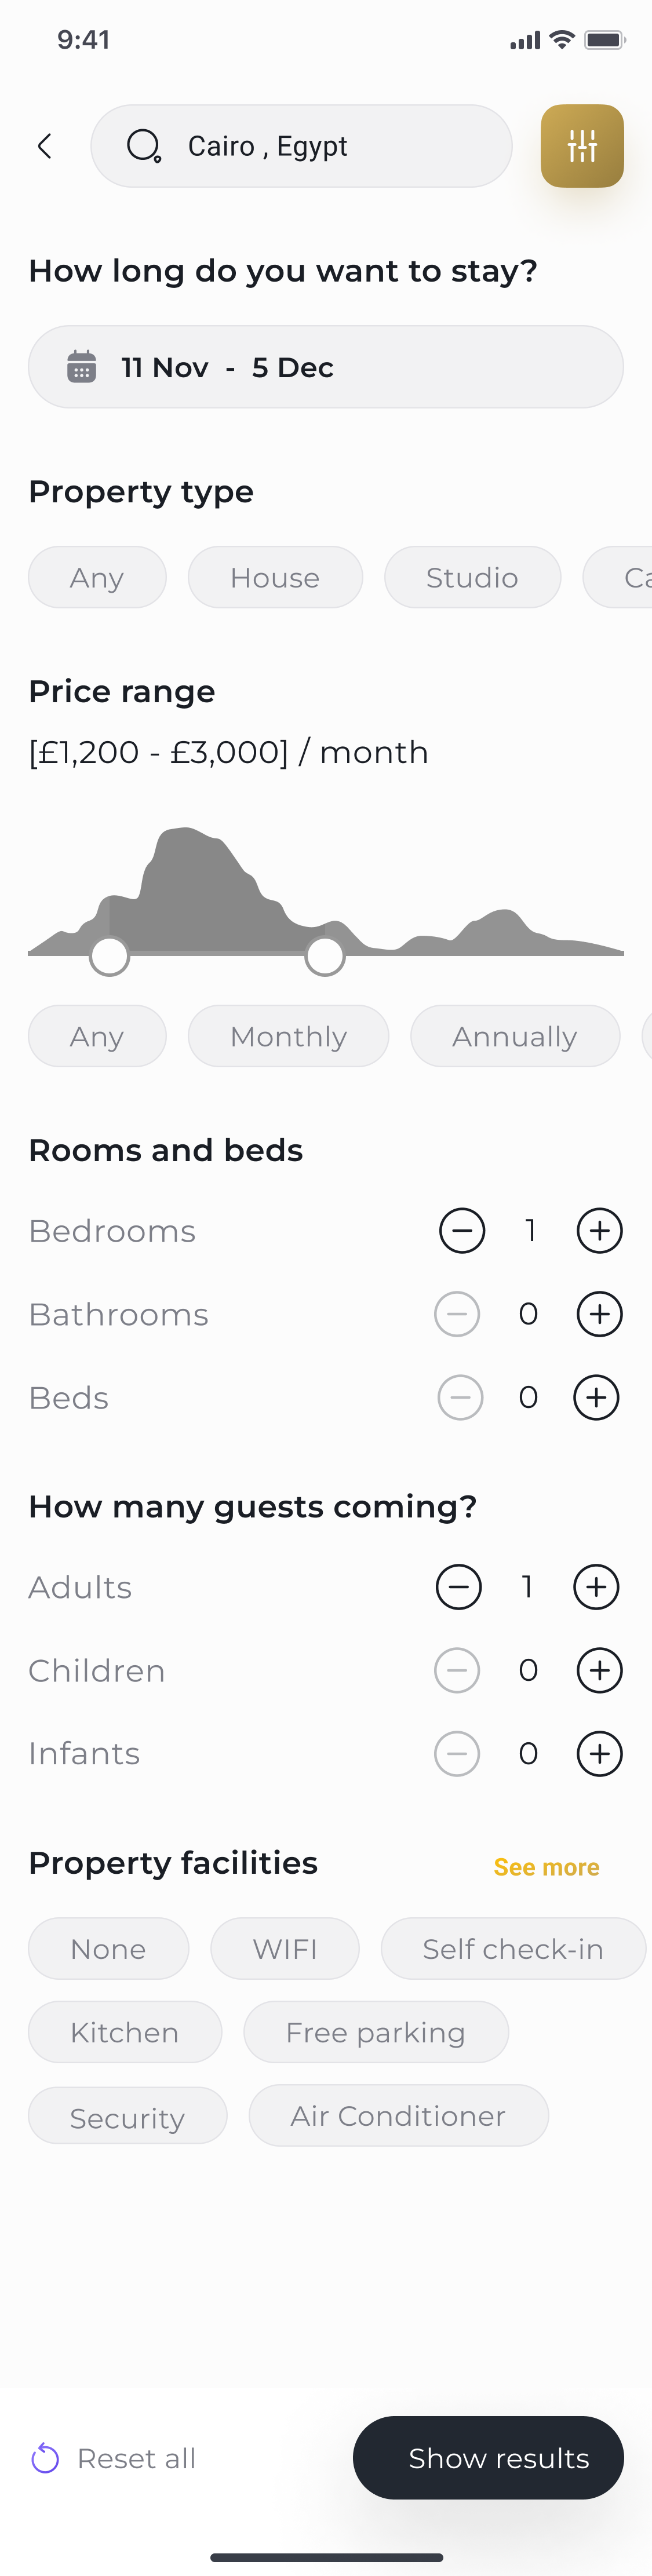 9:41
Cairo , Egypt
How long do you want to stay?
11 Nov - 5 Dec
Property type
Any House Studio Ca
Price range
[£1,200 - £3,000] / month
Any Monthly Annually
Rooms and beds
Bedrooms 1
Bathrooms 0
Beds 0
How many guests coming?
Adults 1
Children 0
Infants 0
Property facilities See more
None WIFI Self check-in
Kitchen Free parking
Security Air Conditioner
Reset all Show results